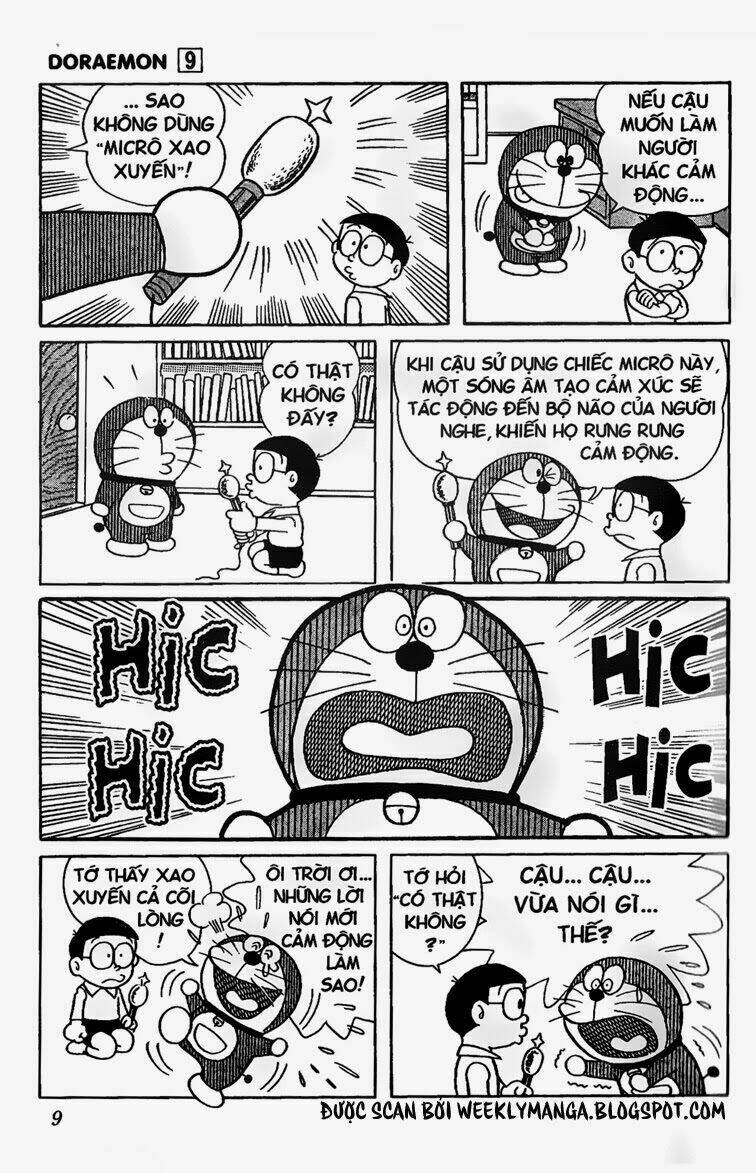 DORAEMON 9
NẾU CẬU
MUỐN LÀM
NGƯỜI
KHÁC CẢM
ĐỘNG...
... SAO
KHÔNG DÙNG
“MICRÔ XAO
XUYẾN”!
KHI CẬU SỬ DỤNG CHIẾC MICRÔ NÀY,
MỘT SÓNG ÂM TẠO CẢM XÚC SẼ
TÁC ĐỘNG ĐẾN BỘ NÃO CỦA NGƯỜI
NGHE, KHIẾN HỌ RƯNG RƯNG
CẢM ĐỘNG.
CÓ THẬT
KHÔNG
ĐẤY?
HIC
HIC
HIC
HIC
CẬU... CẬU...
VỪA NÓI GÌ...
THẾ?
TỚ HỎI
“CÓ THẬT
KHÔNG
?”
ÔI TRỜI ƠI...
NHỮNG LỜI
NÓI MỚI
CẢM ĐỘNG
LÀM
SAO!
TỚ THẤY XAO
XUYẾN CẢ CÕI
LÒNG
!
9
ĐƯỢC SCAN BỞI WEEKLYMANGA.BLOGSPOT.COM